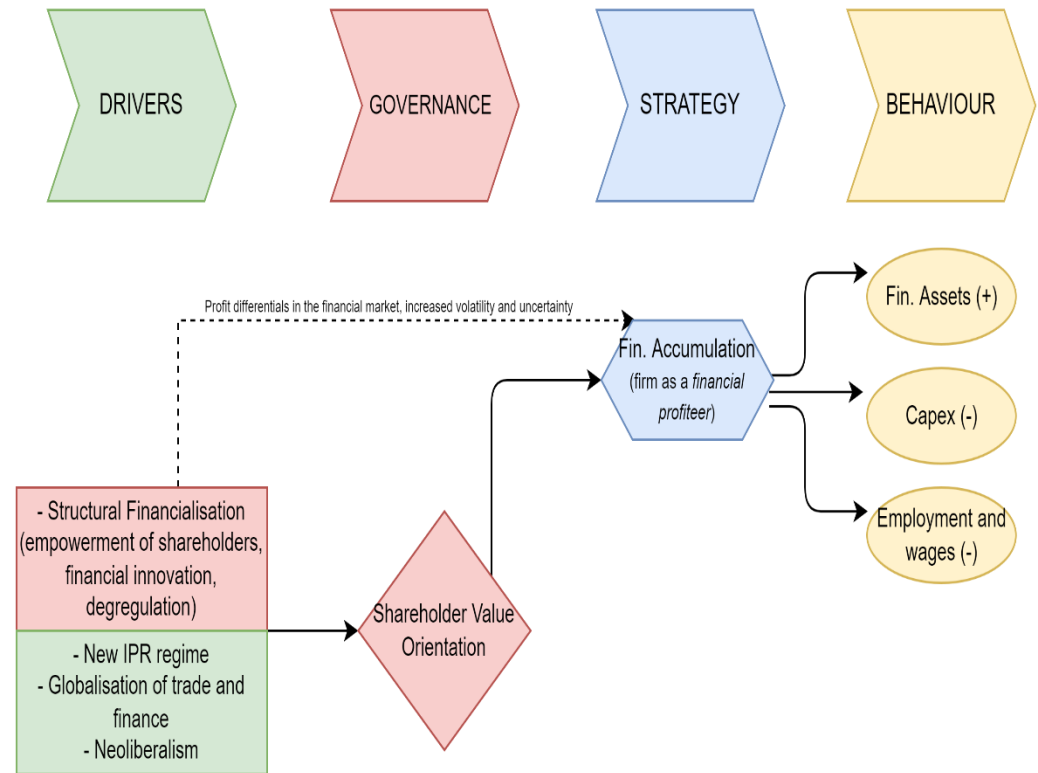 DRIVERS
GOVERNANCE
STRATEGY
BEHAVIOUR
Profit differentials in the financial market, increased volatility and uncertainty
Fin. Assets (+)
Fin. Accumulation
(firm as a financial
profiteer)
Capex (-)
Employment and
wages (-)
- Structural Financialisation
(empowerment of shareholders,
financial innovation,
degregulation)
- New IPR regime
- Globalisation of trade and
finance
- Neoliberalism
Shareholder Value
Orientation